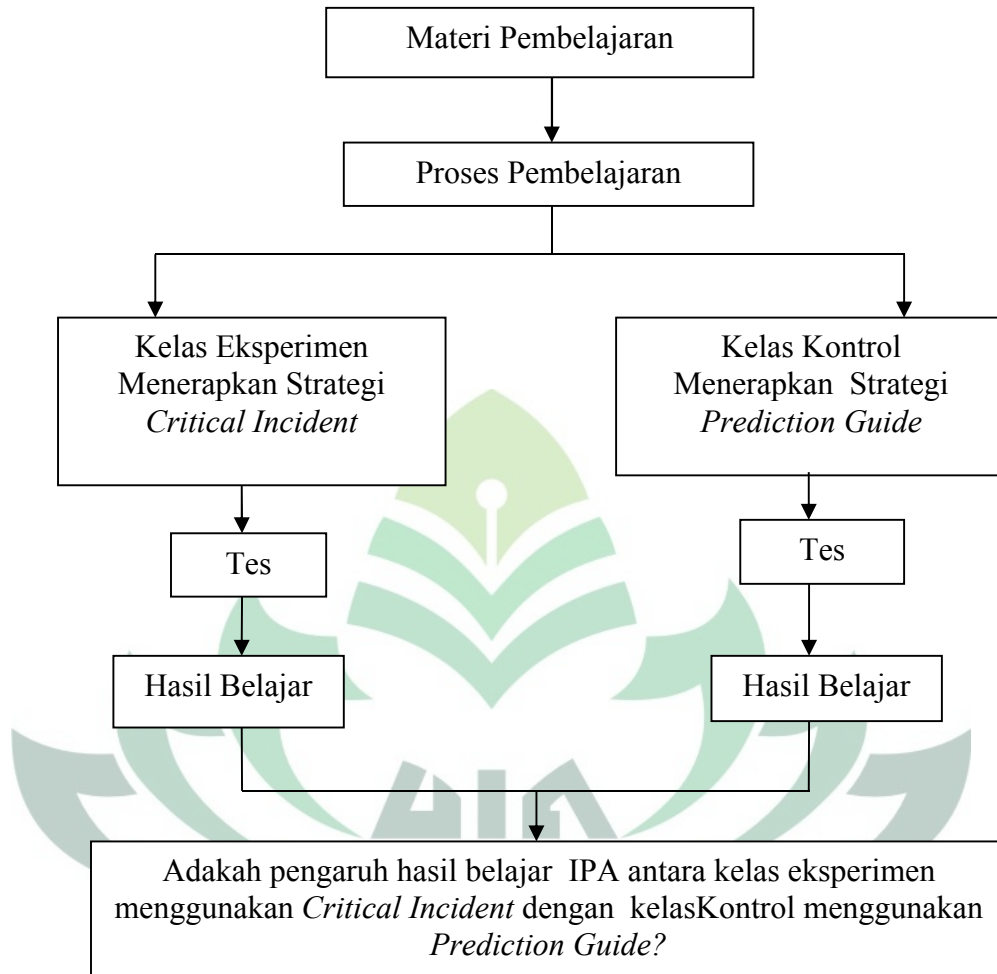 Materi Pembelajaran
Proses Pembelajaran
Kelas Eksperimen
Menerapkan Strategi
Critical Incident
Kelas Kontrol
Menerapkan Strategi
Prediction Guide
Tes
Tes
Hasil Belajar
Hasil Belajar
Adakah pengaruh hasil belajar IPA antara kelas eksperimen
menggunakan Critical Incident dengan kelasKontrol menggunakan
Prediction Guide?